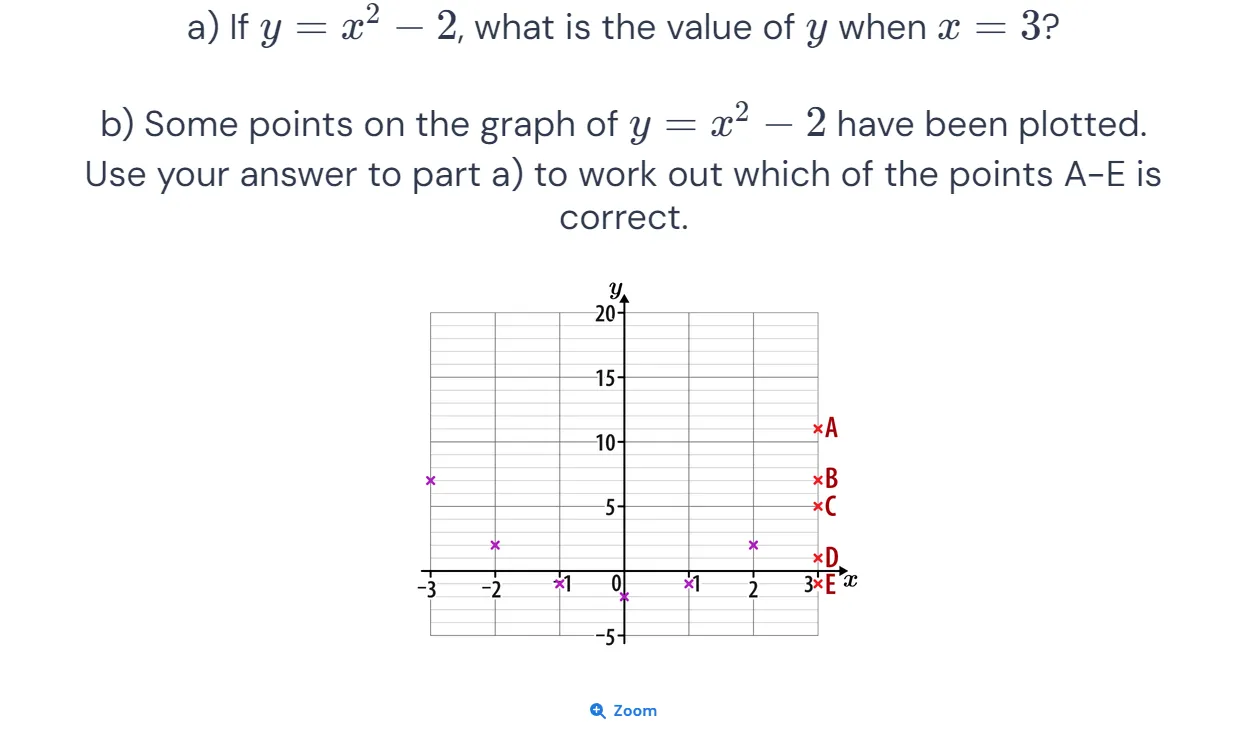 a) If y = x² − 2, what is the value of y when x = 3?
b) Some points on the graph of y = x² − 2 have been plotted.
Use your answer to part a) to work out which of the points A–E is
correct.
y
20
15
A
10
B
5
C
D
−3 −2 −1 0 1 2 3 E x
−5
Zoom